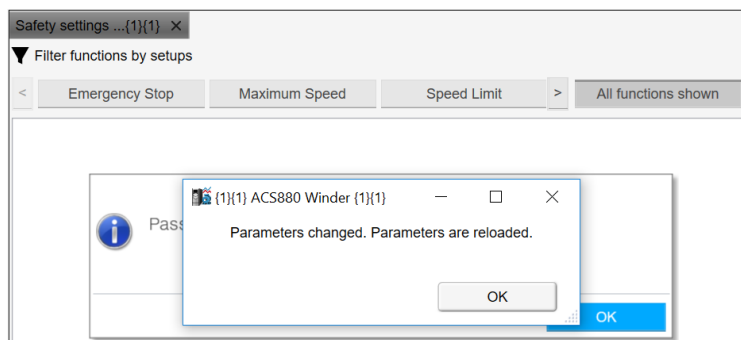 Safety settings ...{1}{1} ×
Filter functions by setups
< Emergency Stop Maximum Speed Speed Limit > All functions shown
{1}{1} ACS880 Winder {1}{1}
Pass
Parameters changed. Parameters are reloaded.
OK
OK